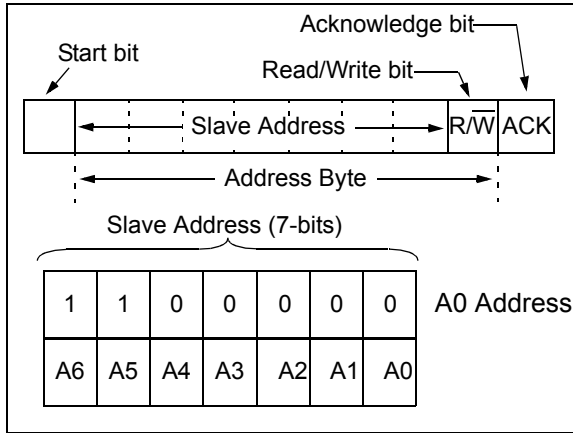 Acknowledge bit
Start bit
Read/Write bit
Slave Address R/W̅ ACK
Address Byte
Slave Address (7-bits)
1 1 0 0 0 0 0 A0 Address
A6 A5 A4 A3 A2 A1 A0